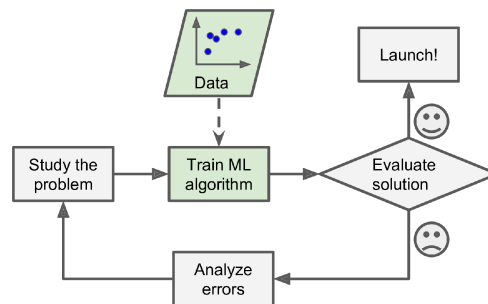 Data
Launch!
Study the
problem
Train ML
algorithm
Evaluate
solution
Analyze
errors